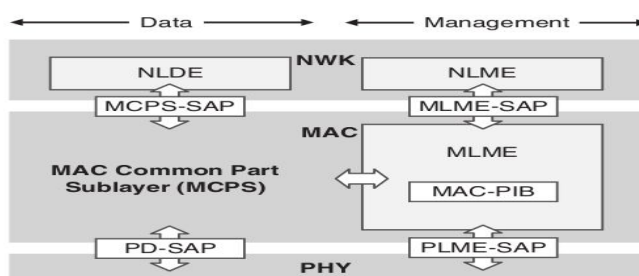 Data Management
NWK
NLDE NLME
MCPS-SAP MLME-SAP
MAC
MLME
MAC Common Part
Sublayer (MCPS)
MAC-PIB
PD-SAP PLME-SAP
PHY